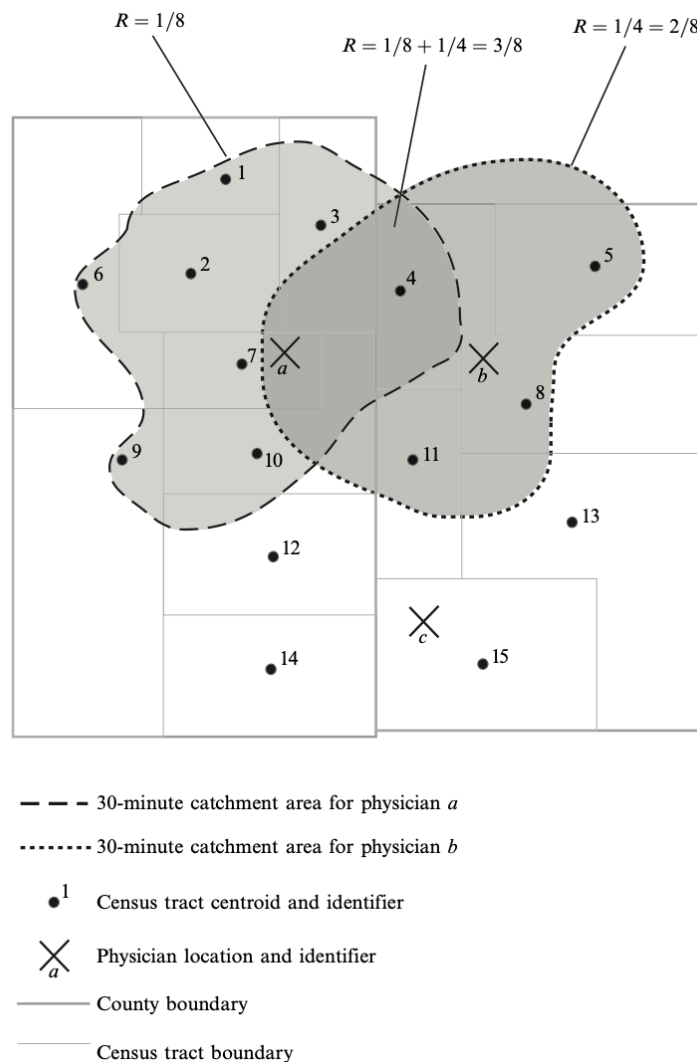 R = 1/8
R = 1/8 + 1/4 = 3/8
R = 1/4 = 2/8
1
3
2
6
4
5
7
a
b
8
9
10
11
12
13
c
14
15
30-minute catchment area for physician a
30-minute catchment area for physician b
1
Census tract centroid and identifier
a
Physician location and identifier
County boundary
Census tract boundary